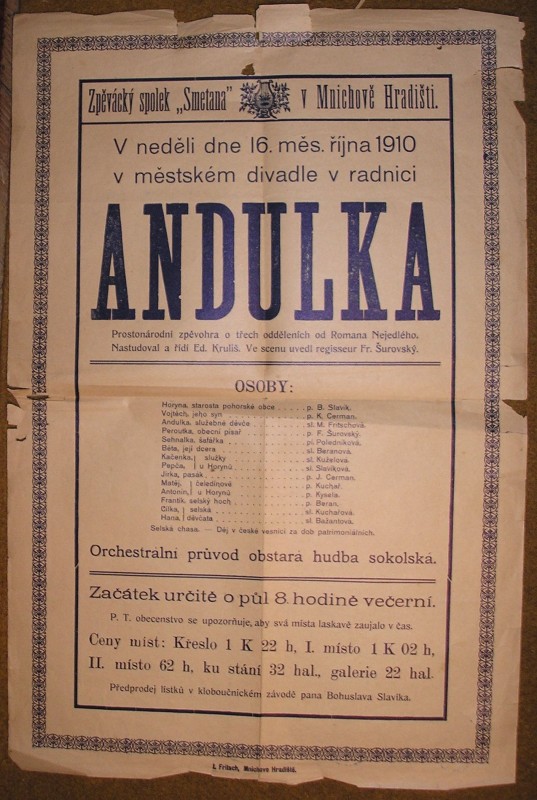 Zpěvácký spolek „Smetana" v Mnichově Hradišti.
V neděli dne 16. měs. října 1910
v městském divadle v radnici
ANDULKA
Prostonárodní zpěvohra o třech odděleních od Romana Nejedlého.
Nastudoval a řídí Ed. Kruliš. Ve scenu uvedl regisseur Fr. Šurovský.
OSOBY:
Horyna, starosta pohorské obce . . . . . p. B. Slavík.
Vojtěch, jeho syn . . . . . p. K. Cerman.
Andulka, služebné děvče . . . . . sl. M. Fritschová.
Peroutka, obecní písař . . . . . p. F. Šurovský.
Sehnalka, šafářka . . . . . pí. Poledníková.
Běta, její dcera . . . . . sl. Beranová.
Kačenka, } služky . . . . . sl. Kuželová.
Pepča, } u Horynů . . . . . sl. Slavíková.
Jirka, pasák . . . . . p. J. Cerman.
Matěj, } čeledínové . . . . . p. Kuchař.
Antonín, } u Horynů . . . . . p. Kysela.
Frantík, selský hoch . . . . . p. Beran.
Cilka, } selská . . . . . sl. Kuchařová.
Hana, } děvčata . . . . . sl. Bažantová.
Selská chasa. — Děj v české vesnici za dob patrimoniálních.
Orchestrální průvod obstará hudba sokolská.
Začátek určitě o půl 8. hodině večerní.
P. T. obecenstvo se upozorňuje, aby svá místa laskavě zaujalo v čas.
Ceny míst: Křeslo 1 K 22 h, I. místo 1 K 02 h,
II. místo 62 h, ku stání 32 hal., galerie 22 hal.
Předprodej lístků v kloboučnickém závodě pana Bohuslava Slavíka.
I. Fritsch, Mnichovo Hradiště.